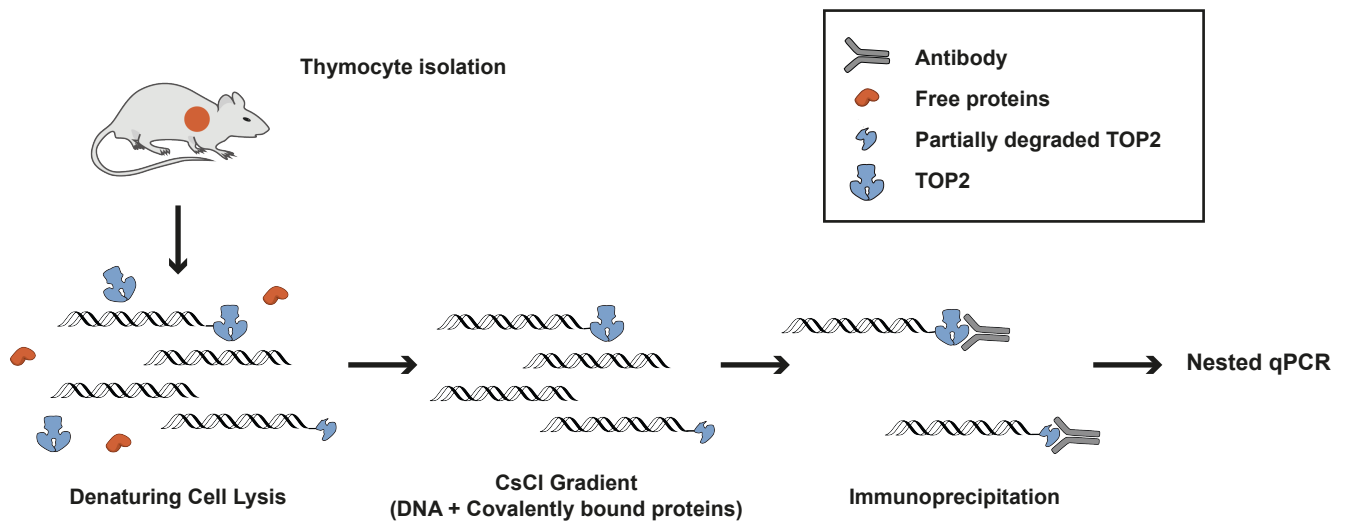 Thymocyte isolation
Antibody
Free proteins
Partially degraded TOP2
TOP2
Nested qPCR
Denaturing Cell Lysis
CsCl Gradient
(DNA + Covalently bound proteins)
Immunoprecipitation